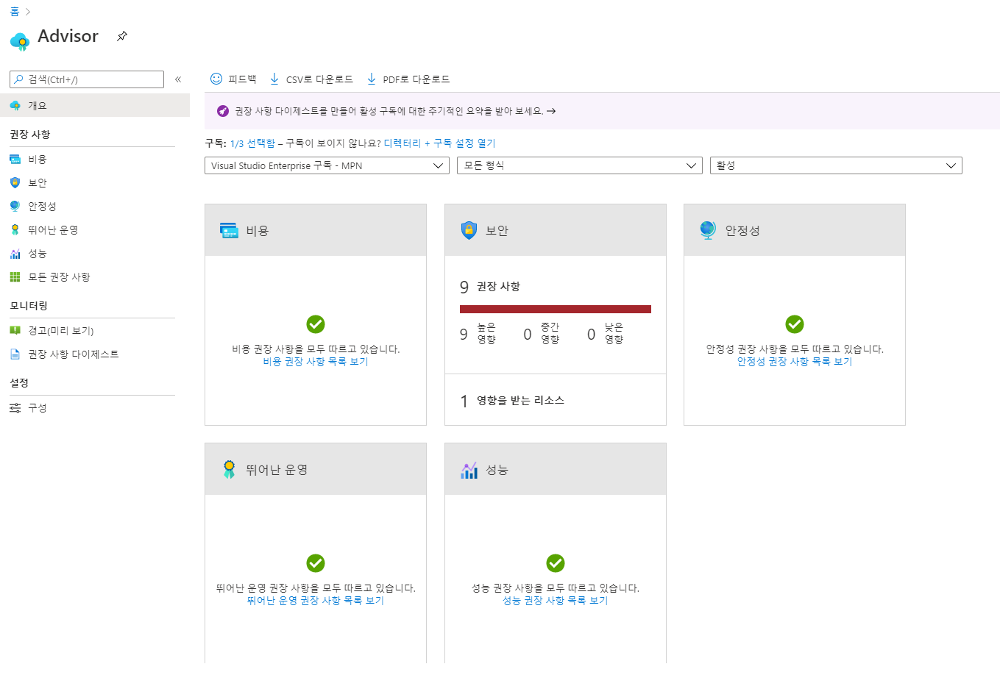 홈
Advisor
검색(Ctrl+/)
«
개요
권장 사항
비용
보안
안정성
뛰어난 운영
성능
모든 권장 사항
모니터링
경고(미리 보기)
권장 사항 다이제스트
설정
구성
피드백 CSV로 다운로드 PDF로 다운로드
권장 사항 다이제스트를 만들어 활성 구독에 대한 주기적인 요약을 받아 보세요. →
구독: 1/3 선택함 – 구독이 보이지 않나요? 디렉터리 + 구독 설정 열기
Visual Studio Enterprise 구독 - MPN 모든 형식 활성
비용
비용 권장 사항을 모두 따르고 있습니다.
비용 권장 사항 목록 보기
보안
9 권장 사항
9 높은 영향 0 중간 영향 0 낮은 영향
1 영향을 받는 리소스
안정성
안정성 권장 사항을 모두 따르고 있습니다.
안정성 권장 사항 목록 보기
뛰어난 운영
뛰어난 운영 권장 사항을 모두 따르고 있습니다.
뛰어난 운영 권장 사항 목록 보기
성능
성능 권장 사항을 모두 따르고 있습니다.
성능 권장 사항 목록 보기